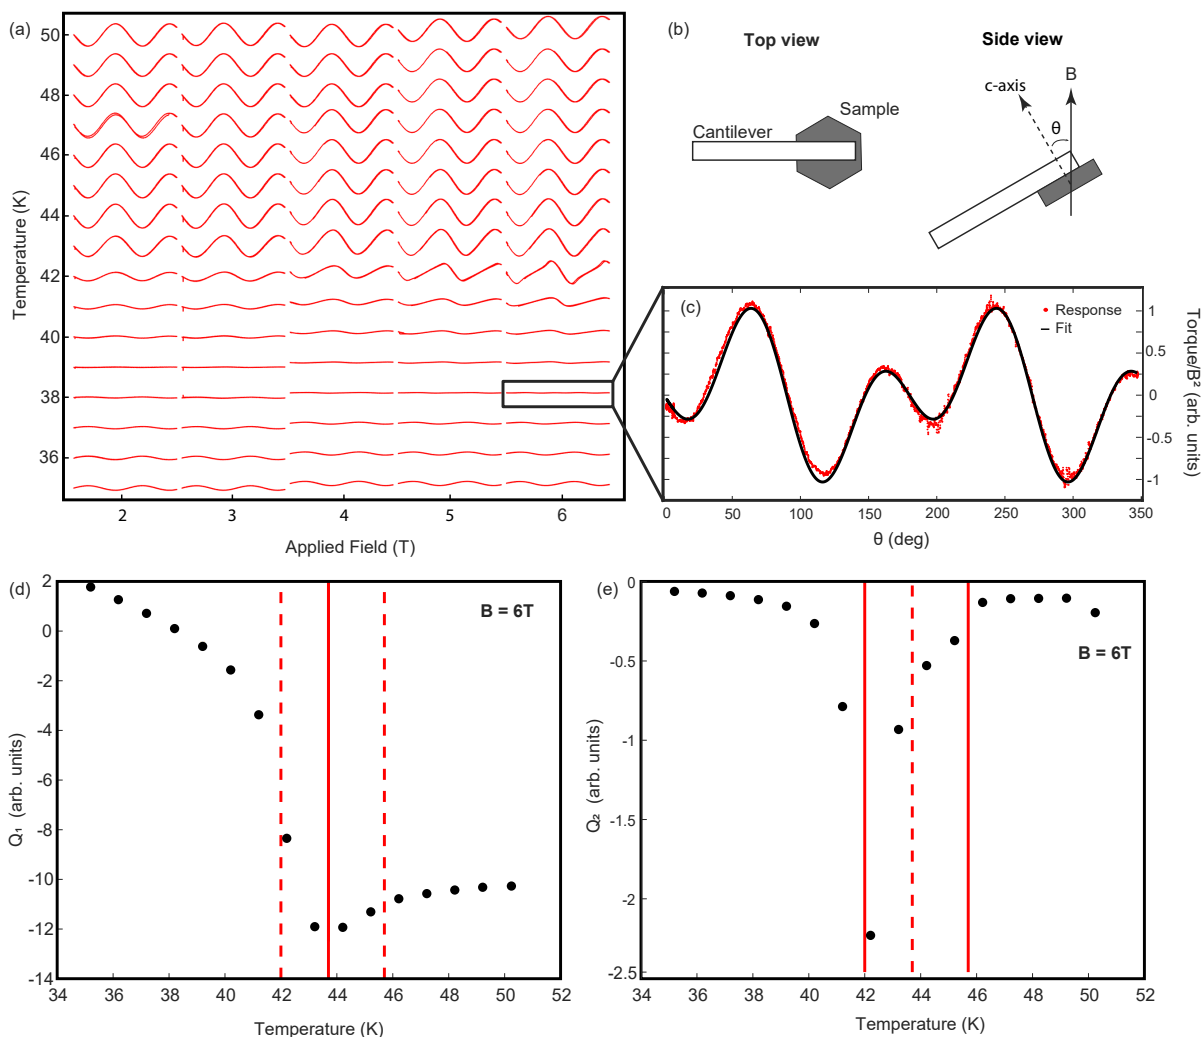 (a)
50
48
46
44
42
40
38
36
Temperature (K)
2 3 4 5 6
Applied Field (T)
(b)
Top view
Side view
B
c-axis
θ
Sample
Cantilever
(c)
Response
Fit
1
0.5
0
-0.5
-1
Torque/B² (arb. units)
0 50 100 150 200 250 300 350
θ (deg)
(d)
B = 6T
2
0
-2
-4
-6
-8
-10
-12
-14
Q₁ (arb. units)
34 36 38 40 42 44 46 48 50 52
Temperature (K)
(e)
B = 6T
0
-0.5
-1
-1.5
-2
-2.5
Q₂ (arb. units)
34 36 38 40 42 44 46 48 50 52
Temperature (K)